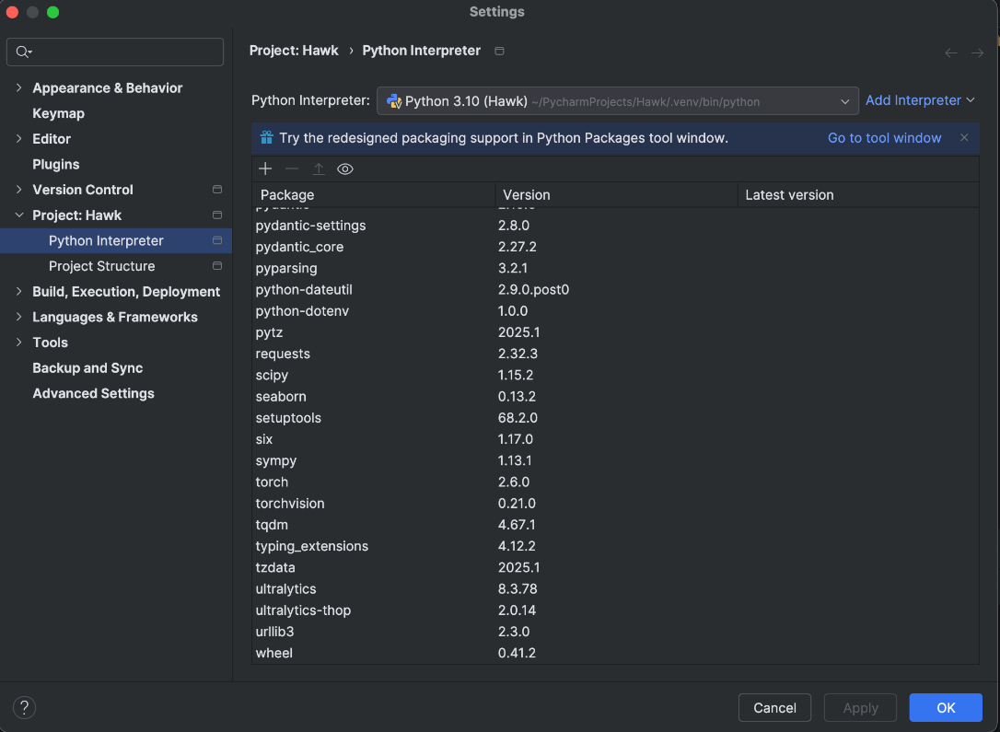 Settings
Project: Hawk › Python Interpreter
Appearance & Behavior
Keymap
Editor
Plugins
Version Control
Project: Hawk
Python Interpreter
Project Structure
Build, Execution, Deployment
Languages & Frameworks
Tools
Backup and Sync
Advanced Settings
Python Interpreter: Python 3.10 (Hawk) ~/PycharmProjects/Hawk/.venv/bin/python Add Interpreter
Try the redesigned packaging support in Python Packages tool window. Go to tool window
Package Version Latest version
pydantic-settings 2.8.0
pydantic_core 2.27.2
pyparsing 3.2.1
python-dateutil 2.9.0.post0
python-dotenv 1.0.0
pytz 2025.1
requests 2.32.3
scipy 1.15.2
seaborn 0.13.2
setuptools 68.2.0
six 1.17.0
sympy 1.13.1
torch 2.6.0
torchvision 0.21.0
tqdm 4.67.1
typing_extensions 4.12.2
tzdata 2025.1
ultralytics 8.3.78
ultralytics-thop 2.0.14
urllib3 2.3.0
wheel 0.41.2
? Cancel Apply OK